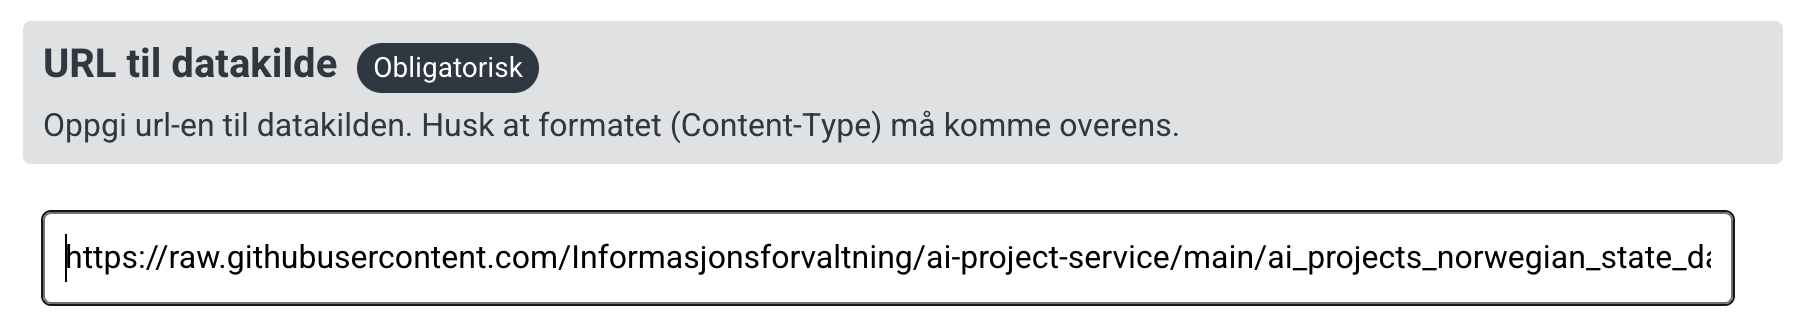 URL til datakilde Obligatorisk
Oppgi url-en til datakilden. Husk at formatet (Content-Type) må komme overens.
https://raw.githubusercontent.com/Informasjonsforvaltning/ai-project-service/main/ai_projects_norwegian_state_da